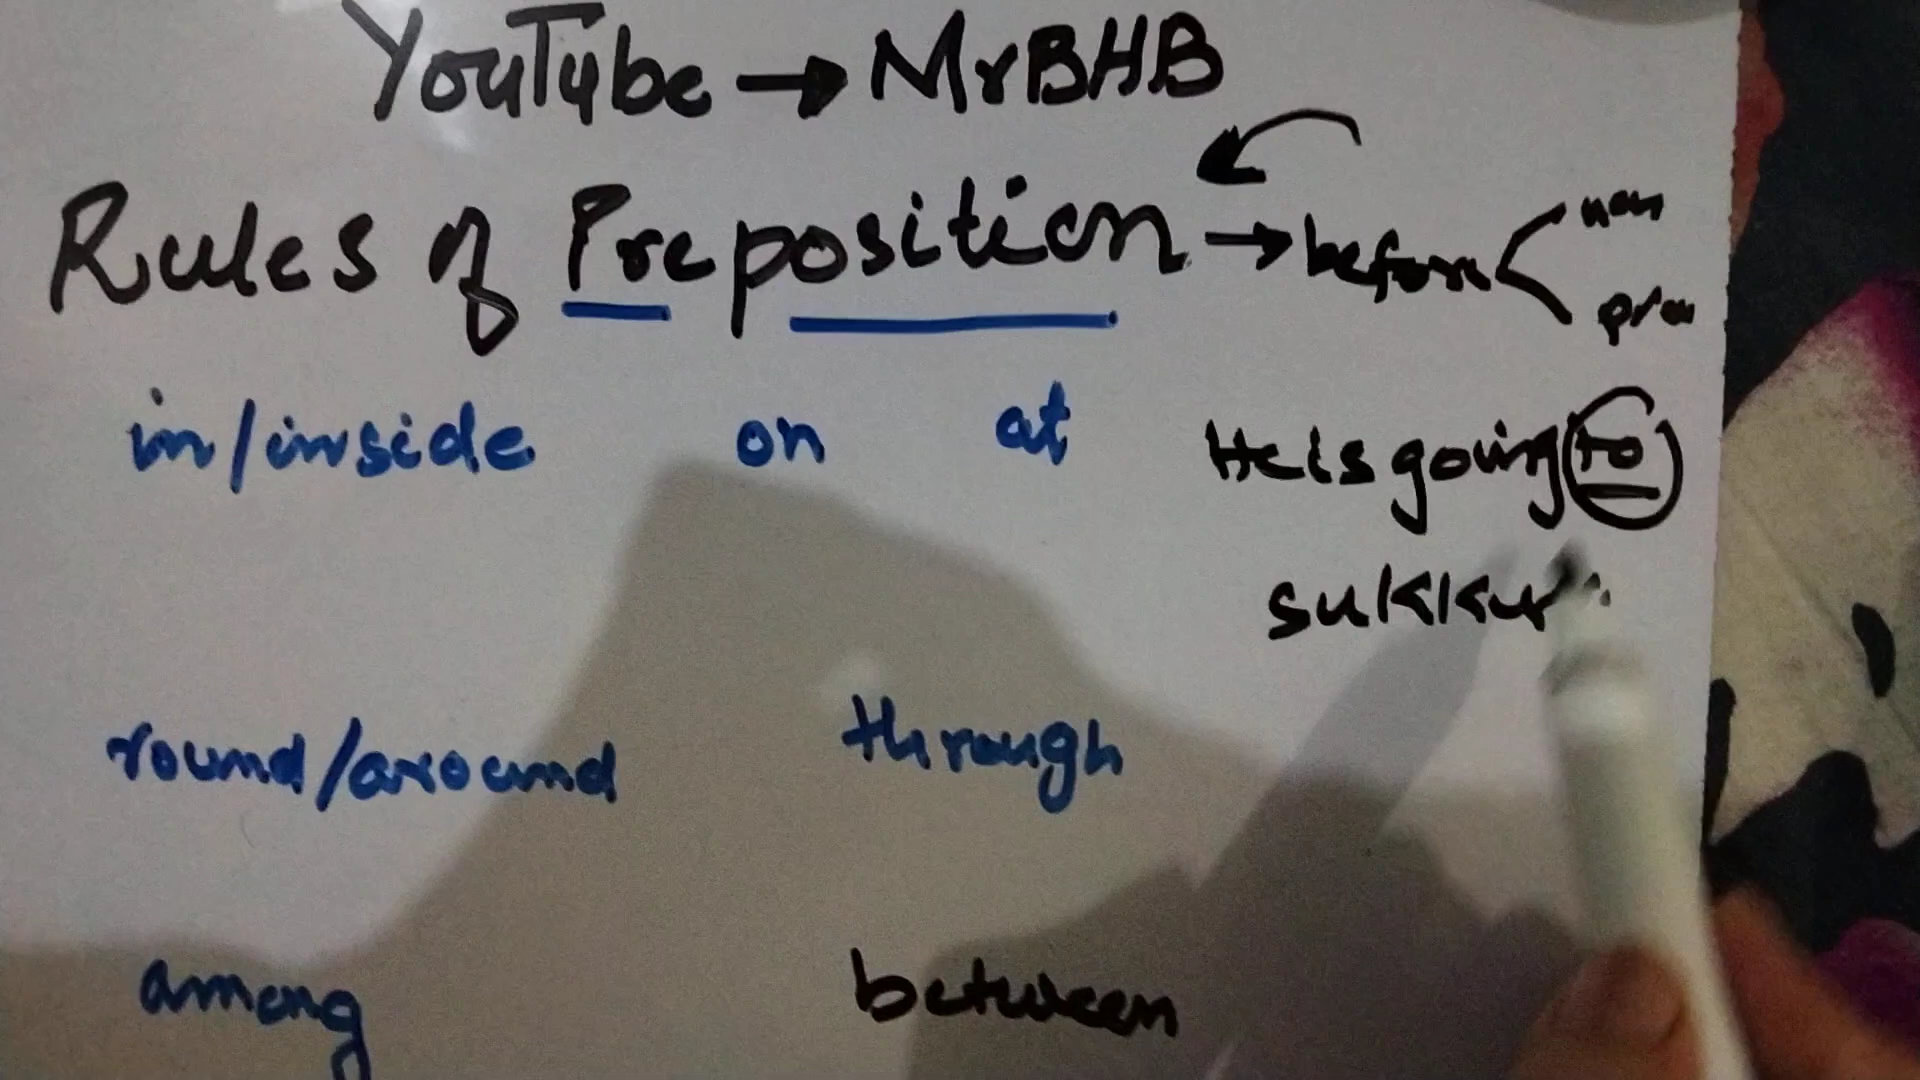 YouTube → MrBHB
Rules of Preposition → before
in/inside on at
He is going to
sukkur
round/around through
among between